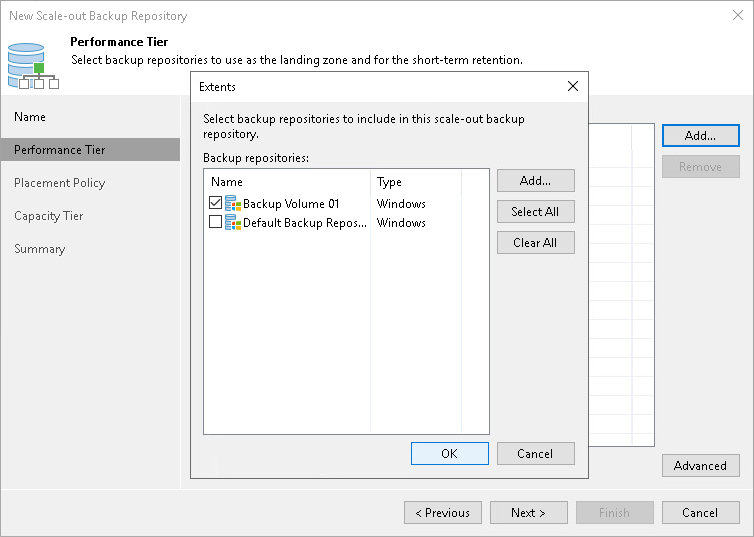 New Scale-out Backup Repository
Performance Tier
Select backup repositories to use as the landing zone and for the short-term retention.
Name
Performance Tier
Placement Policy
Capacity Tier
Summary
Extents
Select backup repositories to include in this scale-out backup
repository.
Backup repositories:
Name Type
Backup Volume 01 Windows
Default Backup Repos... Windows
Add...
Select All
Clear All
OK Cancel
Add...
Remove
Advanced
< Previous Next > Finish Cancel